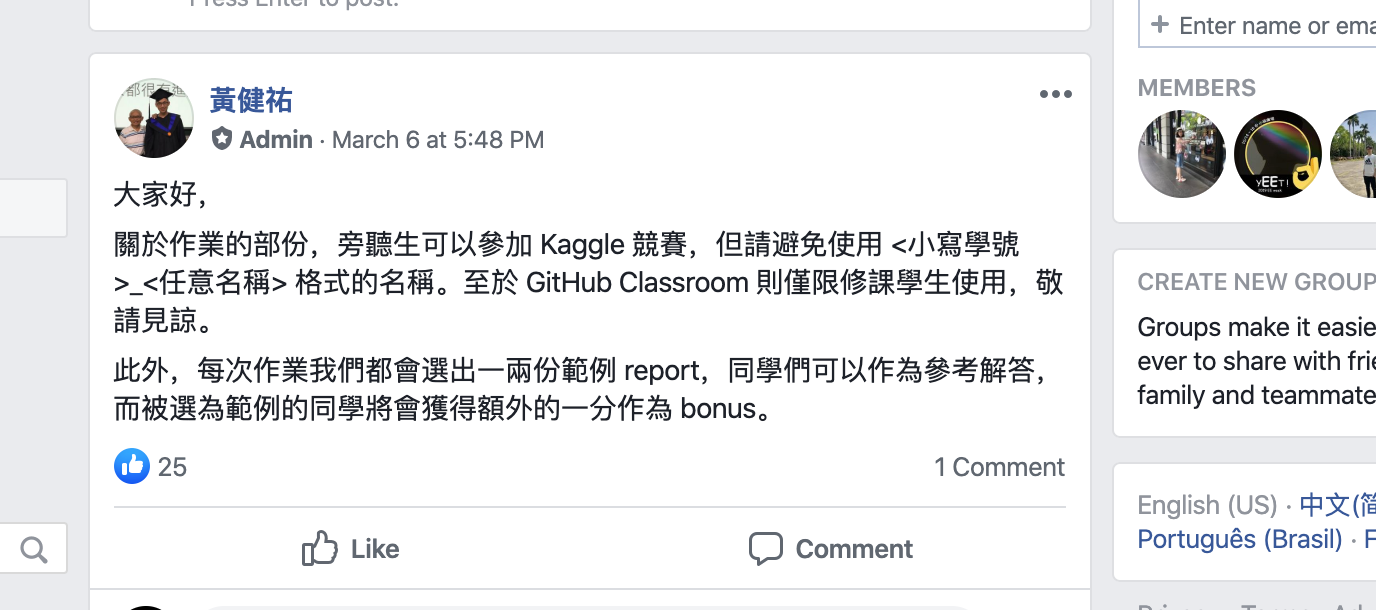 Press Enter to post.
黃健祐
Admin · March 6 at 5:48 PM
大家好，
關於作業的部份，旁聽生可以參加 Kaggle 競賽，但請避免使用 <小寫學號
>_<任意名稱> 格式的名稱。至於 GitHub Classroom 則僅限修課學生使用，敬
請見諒。
此外，每次作業我們都會選出一兩份範例 report，同學們可以作為參考解答，
而被選為範例的同學將會獲得額外的一分作為 bonus。
25
1 Comment
Like
Comment
+ Enter name or ema
MEMBERS
YEET!
CREATE NEW GROUP
Groups make it easie
ever to share with frie
family and teammate
English (US) · 中文(简
Português (Brasil) · F